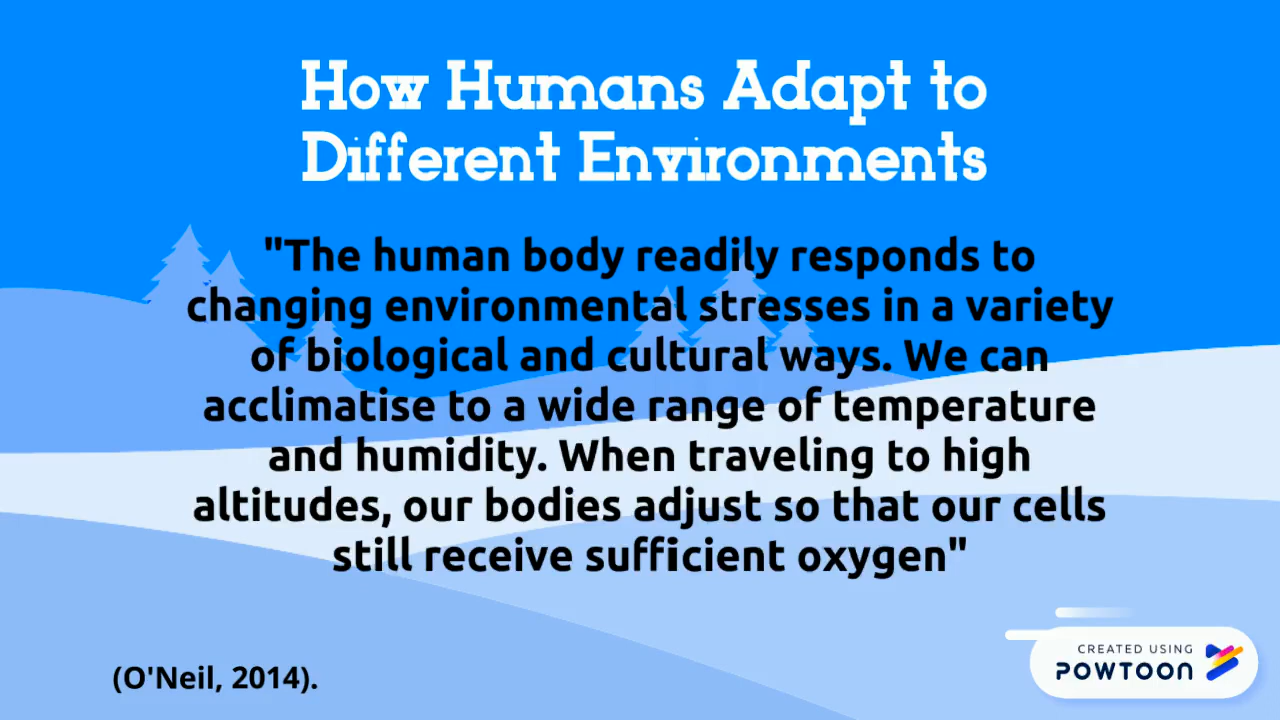 How Humans Adapt to
Different Environments
"The human body readily responds to
changing environmental stresses in a variety
of biological and cultural ways. We can
acclimatise to a wide range of temperature
and humidity. When traveling to high
altitudes, our bodies adjust so that our cells
still receive sufficient oxygen"
(O'Neil, 2014).
CREATED USING
POWTOON